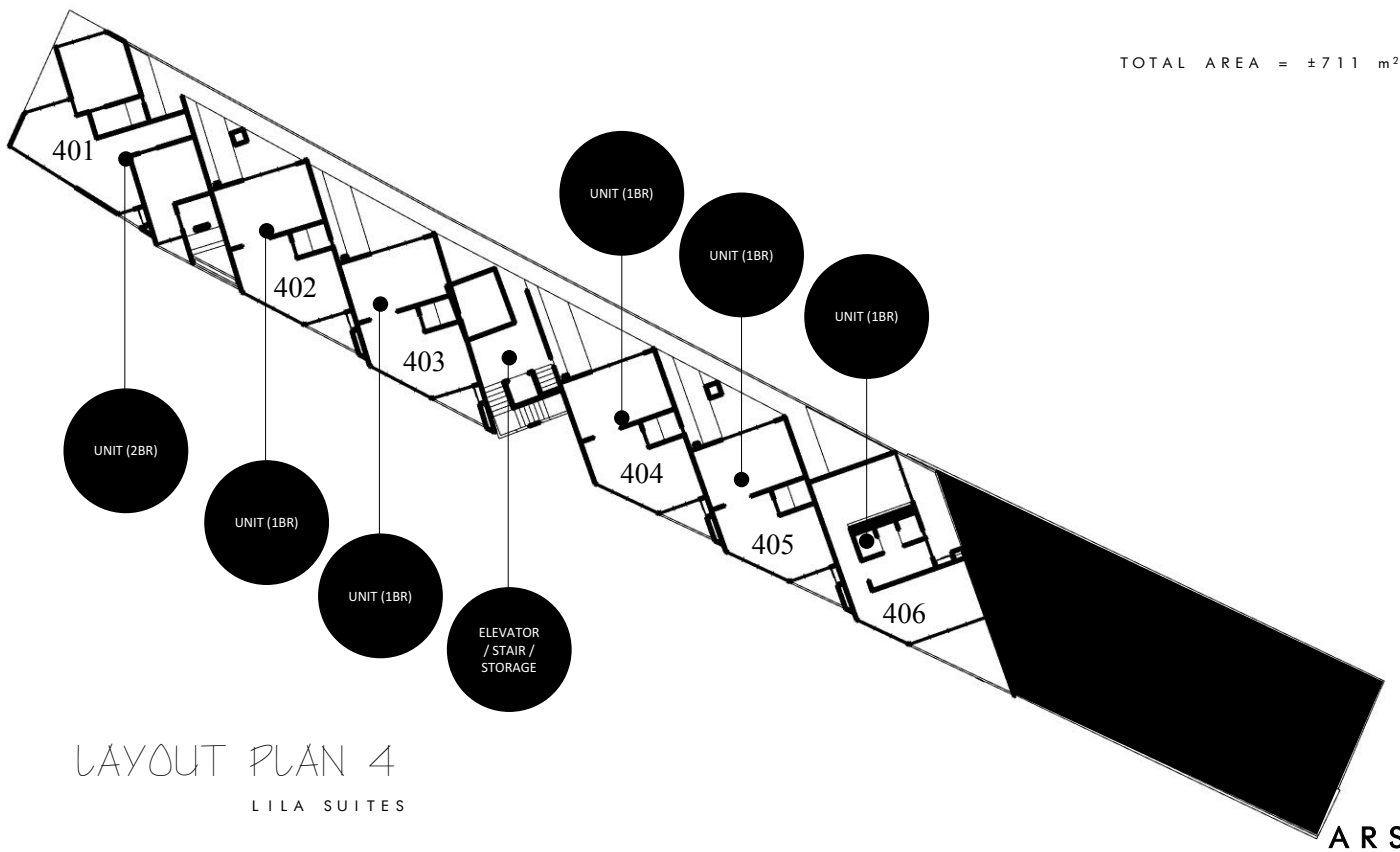 TOTAL AREA = ±711 m²
401
402
403
404
405
406
UNIT (1BR)
UNIT (1BR)
UNIT (1BR)
UNIT (2BR)
UNIT (1BR)
UNIT (1BR)
ELEVATOR
/ STAIR /
STORAGE
LAYOUT PLAN 4
LILA SUITES
ARS